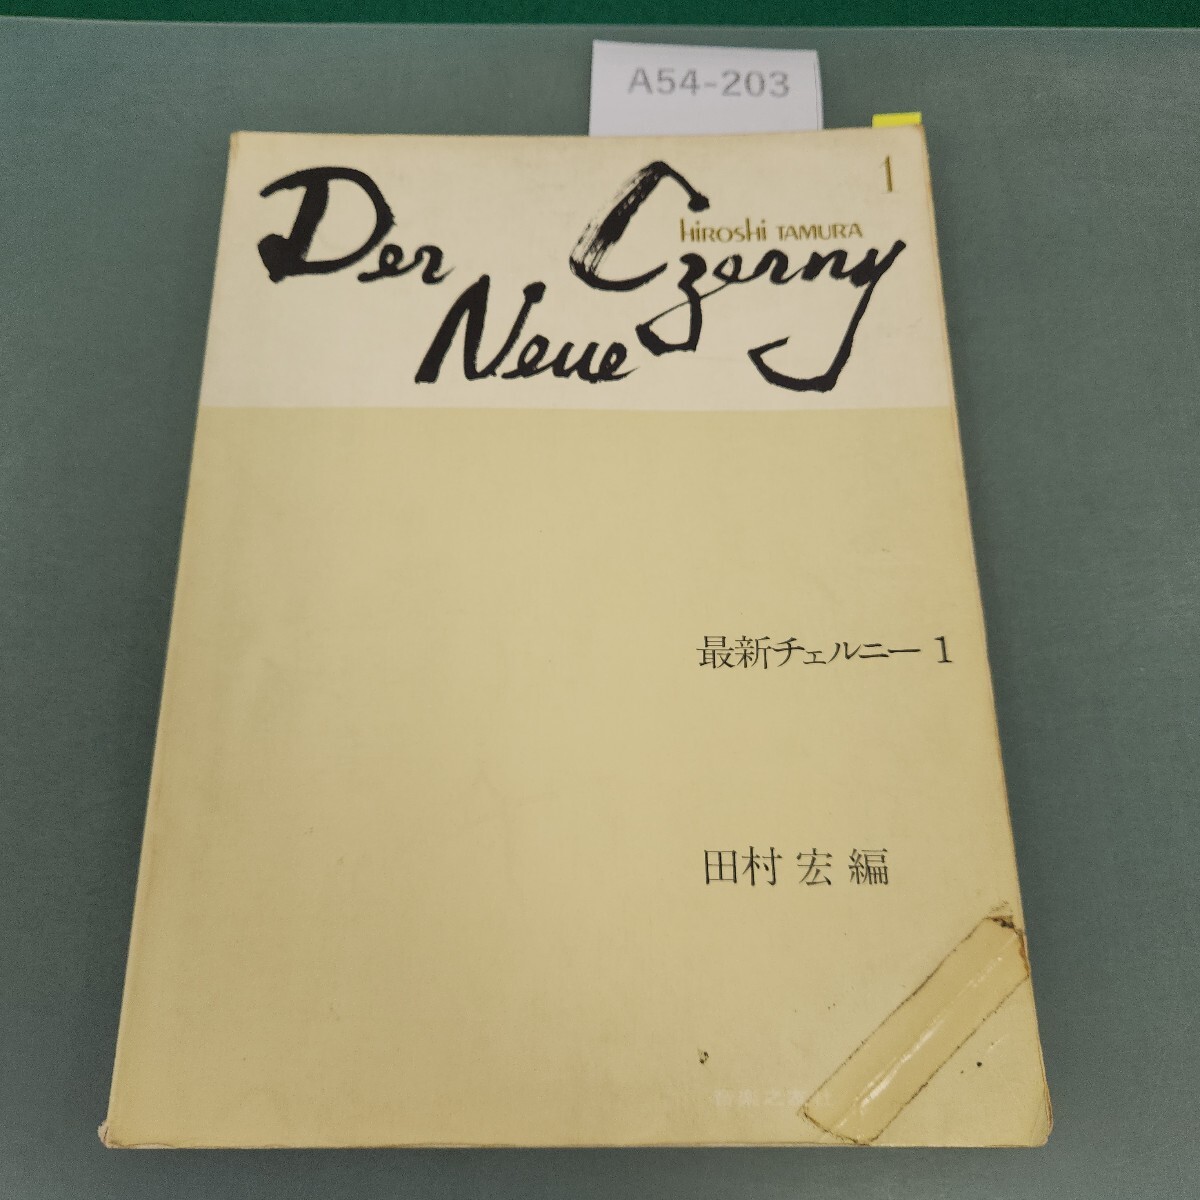 A54-203
1
Der Czerny
hiROShi TAMURA
Neue
最新チェルニー 1
田村 宏 編